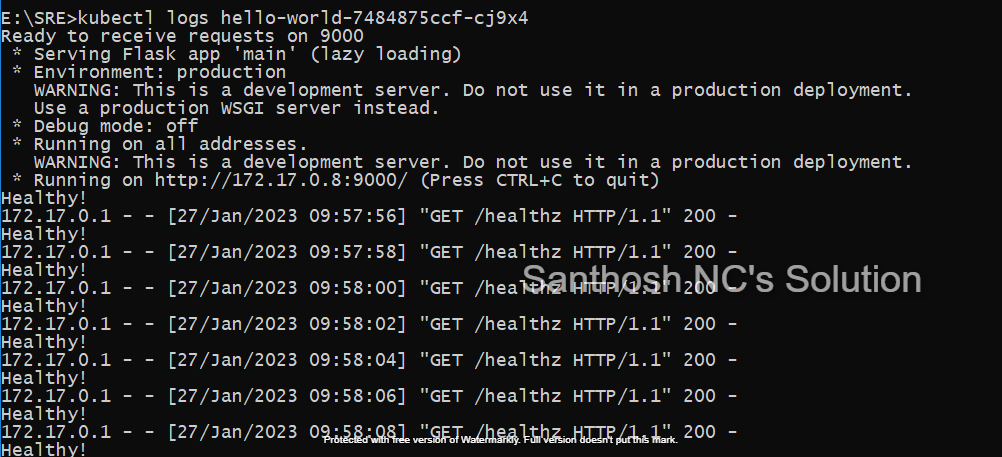 E:\SRE>kubectl logs hello-world-7484875ccf-cj9x4
Ready to receive requests on 9000
 * Serving Flask app 'main' (lazy loading)
 * Environment: production
   WARNING: This is a development server. Do not use it in a production deployment.
   Use a production WSGI server instead.
 * Debug mode: off
 * Running on all addresses.
   WARNING: This is a development server. Do not use it in a production deployment.
 * Running on http://172.17.0.8:9000/ (Press CTRL+C to quit)
Healthy!
172.17.0.1 - - [27/Jan/2023 09:57:56] "GET /healthz HTTP/1.1" 200 -
Healthy!
172.17.0.1 - - [27/Jan/2023 09:57:58] "GET /healthz HTTP/1.1" 200 -
Healthy!
Santhosh NC's Solution
172.17.0.1 - - [27/Jan/2023 09:58:00] "GET /healthz HTTP/1.1" 200 -
Healthy!
172.17.0.1 - - [27/Jan/2023 09:58:02] "GET /healthz HTTP/1.1" 200 -
Healthy!
172.17.0.1 - - [27/Jan/2023 09:58:04] "GET /healthz HTTP/1.1" 200 -
Healthy!
172.17.0.1 - - [27/Jan/2023 09:58:06] "GET /healthz HTTP/1.1" 200 -
Healthy!
172.17.0.1 - - [27/Jan/2023 09:58:08] "GET /healthz HTTP/1.1" 200 -
Protected with free version of Watermarkly. Full version doesn't put this mark.
Healthy!